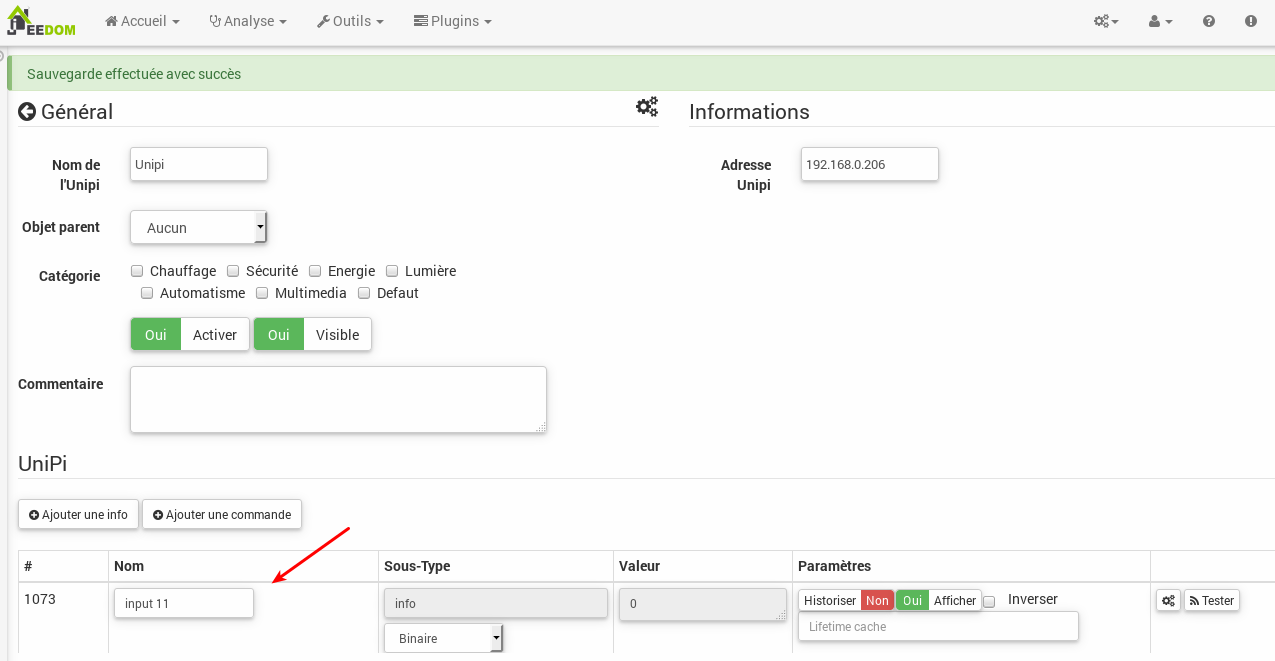 JEEDOM Accueil Analyse Outils Plugins
Sauvegarde effectuée avec succès
Général
Informations
Nom de l'Unipi
Unipi
Adresse Unipi
192.168.0.206
Objet parent
Aucun
Catégorie
Chauffage Sécurité Energie Lumière
Automatisme Multimedia Defaut
Oui Activer Oui Visible
Commentaire
UniPi
Ajouter une info Ajouter une commande
# Nom Sous-Type Valeur Paramètres
1073 input 11 info 0 Historiser Non Oui Afficher Inverser Tester
Binaire Lifetime cache